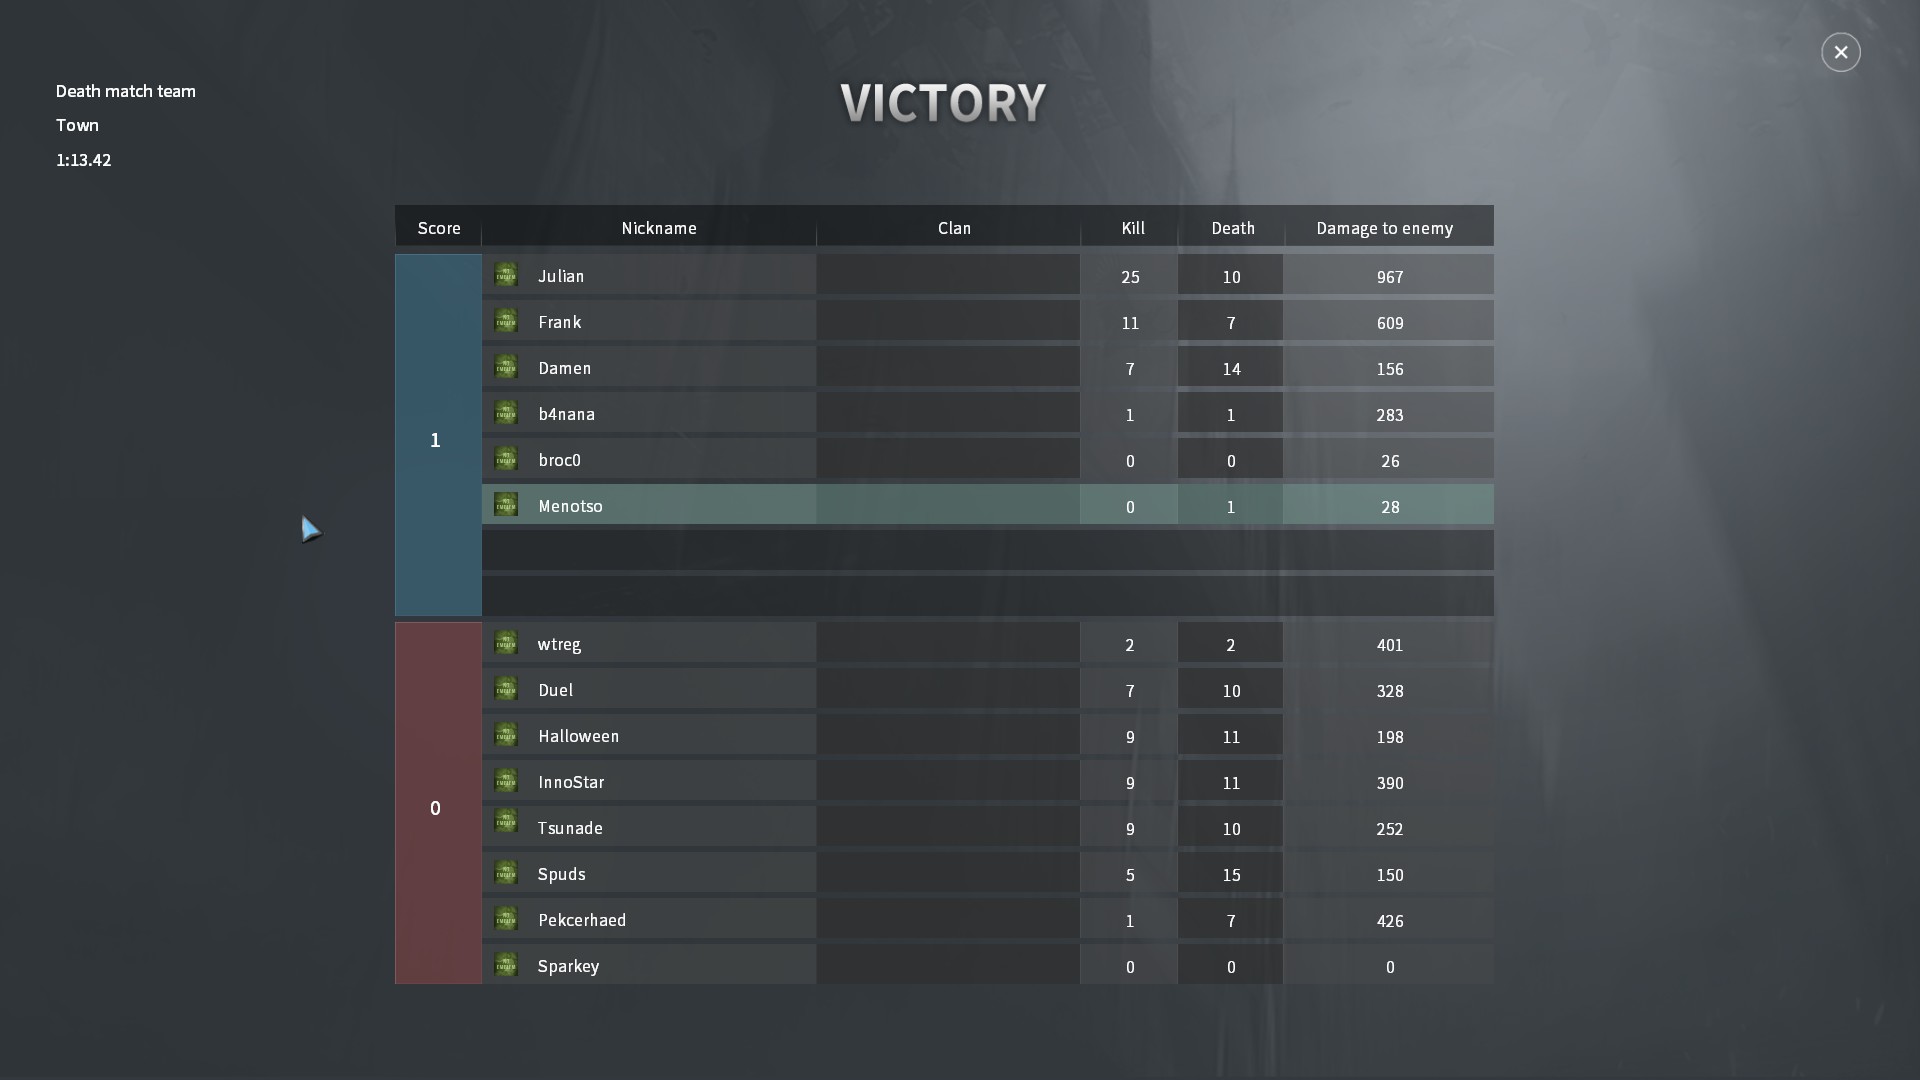 Death match team
Town
1:13.42
VICTORY
Score Nickname Clan Kill Death Damage to enemy
1
Julian 25 10 967
Frank 11 7 609
Damen 7 14 156
b4nana 1 1 283
broc0 0 0 26
Menotso 0 1 28
0
wtreg 2 2 401
Duel 7 10 328
Halloween 9 11 198
InnoStar 9 11 390
Tsunade 9 10 252
Spuds 5 15 150
Pekcerhaed 1 7 426
Sparkey 0 0 0